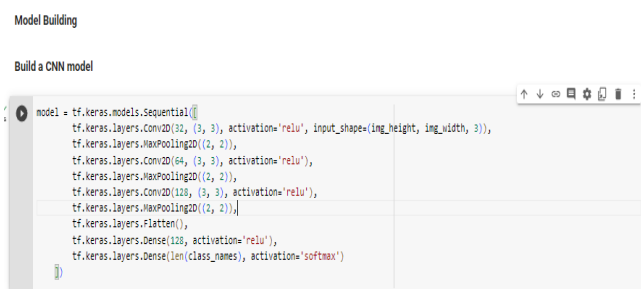 Model Building
Build a CNN model
model = tf.keras.models.Sequential([
tf.keras.layers.Conv2D(32, (3, 3), activation='relu', input_shape=(img_height, img_width, 3)),
tf.keras.layers.MaxPooling2D((2, 2)),
tf.keras.layers.Conv2D(64, (3, 3), activation='relu'),
tf.keras.layers.MaxPooling2D((2, 2)),
tf.keras.layers.Conv2D(128, (3, 3), activation='relu'),
tf.keras.layers.MaxPooling2D((2, 2)),
tf.keras.layers.Flatten(),
tf.keras.layers.Dense(128, activation='relu'),
tf.keras.layers.Dense(len(class_names), activation='softmax')
])